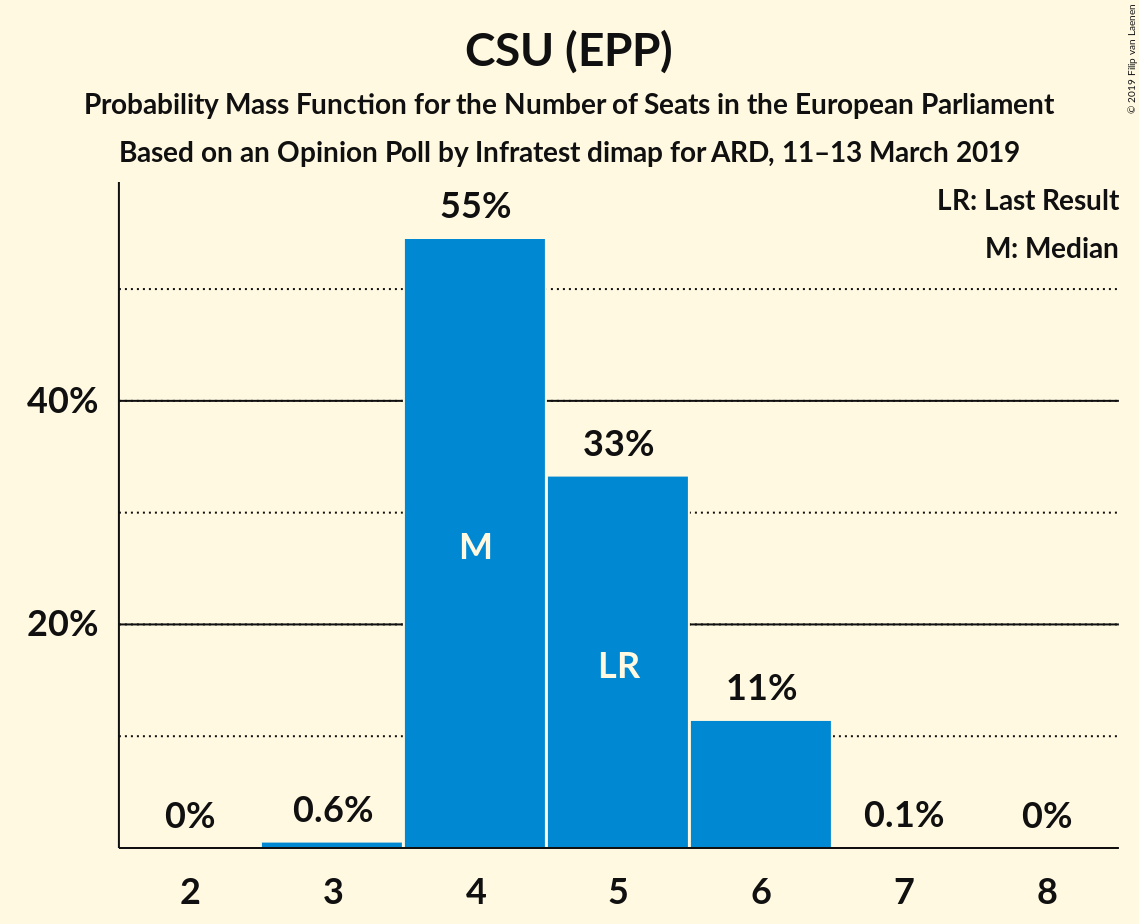 CSU (EPP)
Probability Mass Function for the Number of Seats in the European Parliament
Based on an Opinion Poll by Infratest dimap for ARD, 11–13 March 2019
© 2019 Filip van Laenen
LR: Last Result
M: Median
55%
40%
33%
M
20%
LR
11%
0%
0.6%
0.1%
0%
2 3 4 5 6 7 8